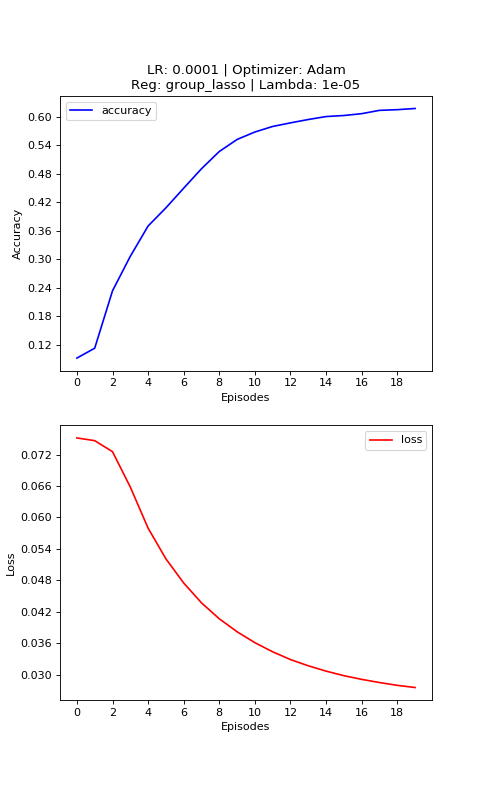 LR: 0.0001 | Optimizer: Adam
Reg: group_lasso | Lambda: 1e-05
accuracy
0.60
0.54
0.48
0.42
0.36
0.30
0.24
0.18
0.12
Accuracy
0 2 4 6 8 10 12 14 16 18
Episodes
loss
0.072
0.066
0.060
0.054
0.048
0.042
0.036
0.030
Loss
0 2 4 6 8 10 12 14 16 18
Episodes